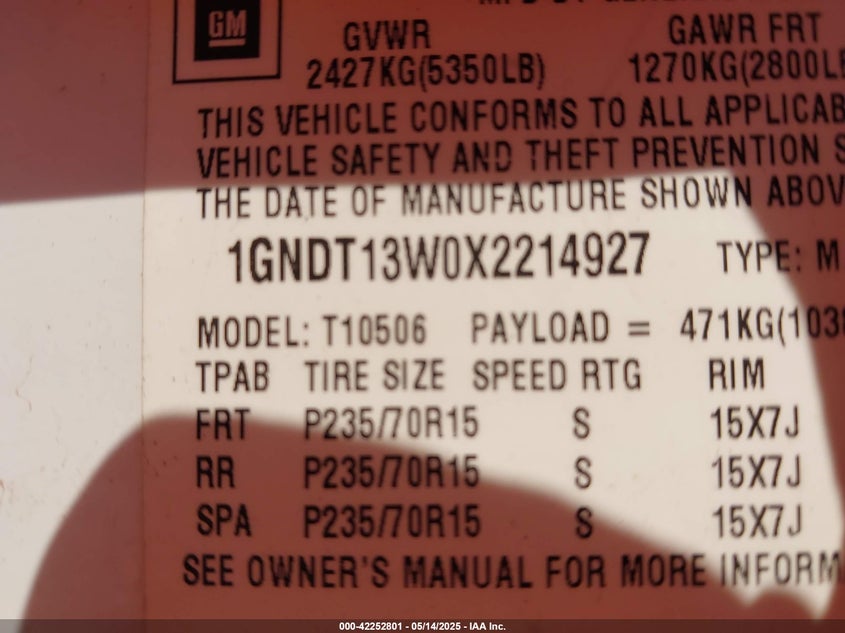 GM
GVWR GAWR FRT
2427KG(5350LB) 1270KG(2800LB
THIS VEHICLE CONFORMS TO ALL APPLICAB
VEHICLE SAFETY AND THEFT PREVENTION S
THE DATE OF MANUFACTURE SHOWN ABOV
1GNDT13W0X2214927 TYPE: M
MODEL: T10506 PAYLOAD = 471KG(103
TPAB TIRE SIZE SPEED RTG RIM
FRT P235/70R15 S 15X7J
RR P235/70R15 S 15X7J
SPA P235/70R15 S 15X7J
SEE OWNER'S MANUAL FOR MORE INFORM
000-42252801 - 05/14/2025 - IAA Inc.